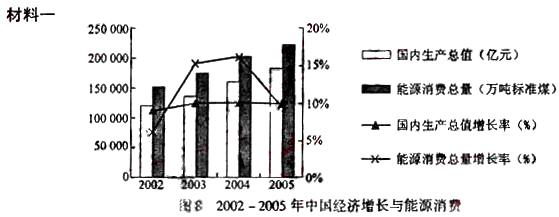 材料一
250 000
200 000
150 000
100 000
50 000
0
20%
15%
10%
5%
0%
2002 2003 2004 2005
国内生产总值（亿元）
能源消费总量（万吨标准煤）
国内生产总值增长率（%）
能源消费总量增长率（%）
图8 2002－2005 年中国经济增长与能源消费